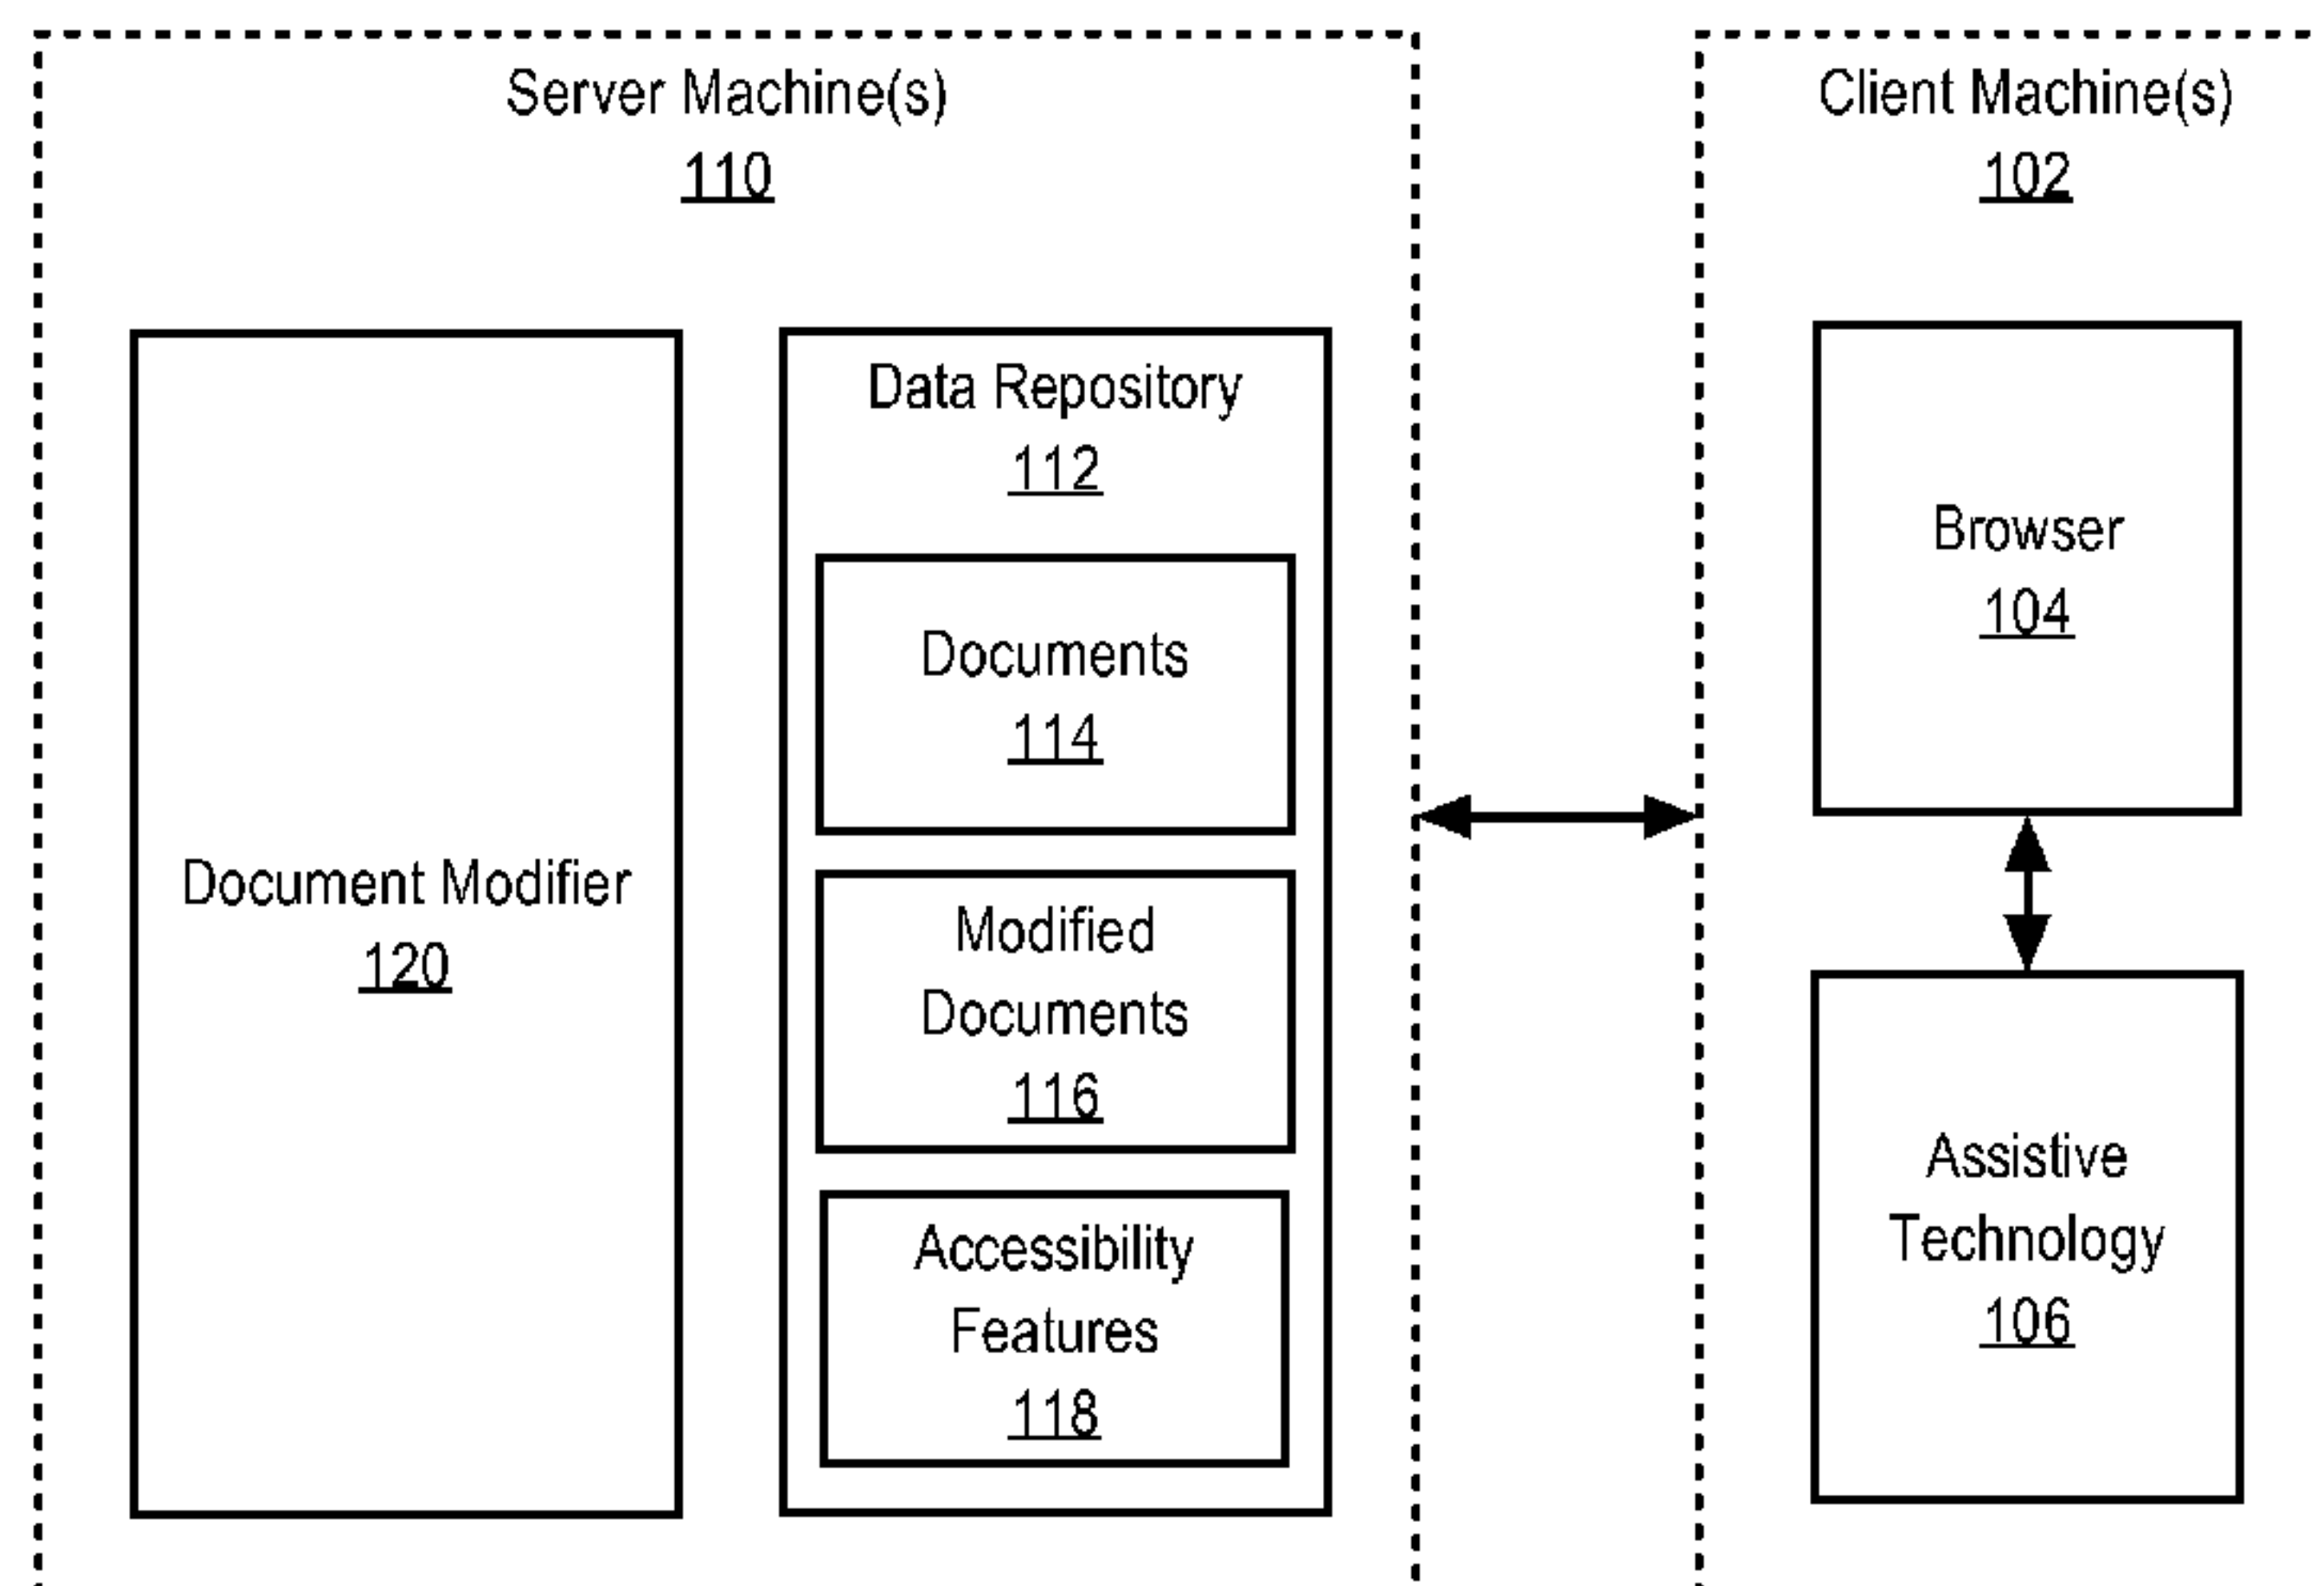 Server Machine(s)
110
Document Modifier
120
Data Repository
112
Documents
114
Modified
Documents
116
Accessibility
Features
118
Client Machine(s)
102
Browser
104
Assistive
Technology
106